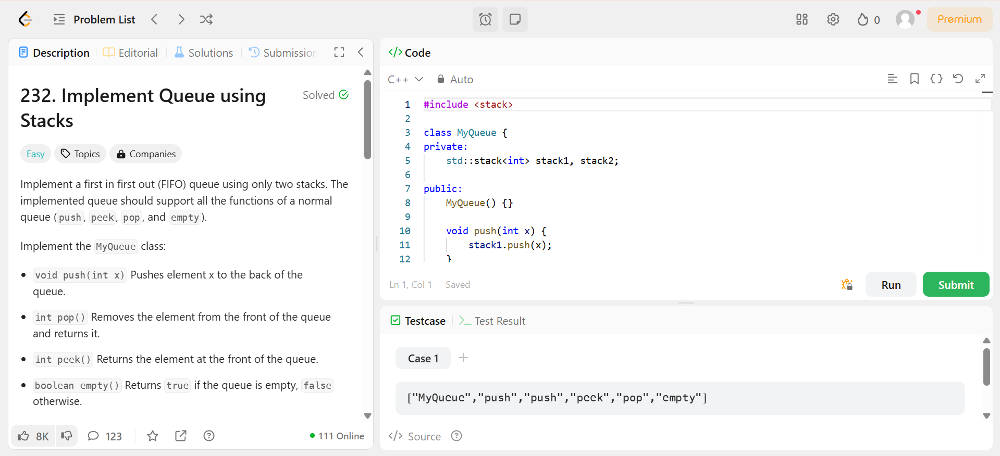 Problem List
0
Premium
Description
Editorial
Solutions
Submission
232. Implement Queue using
Stacks
Solved
Easy
Topics
Companies
Implement a first in first out (FIFO) queue using only two stacks. The
implemented queue should support all the functions of a normal
queue (push, peek, pop, and empty).
Implement the MyQueue class:
void push(int x) Pushes element x to the back of the
queue.
int pop() Removes the element from the front of the queue
and returns it.
int peek() Returns the element at the front of the queue.
boolean empty() Returns true if the queue is empty, false
otherwise.
8K
123
111 Online
</> Code
C++
Auto
1 #include <stack>
2
3 class MyQueue {
4 private:
5 std::stack<int> stack1, stack2;
6
7 public:
8 MyQueue() {}
9
10 void push(int x) {
11 stack1.push(x);
12 }
Ln 1, Col 1
Saved
Run
Submit
Testcase
Test Result
Case 1
["MyQueue","push","push","peek","pop","empty"]
</> Source